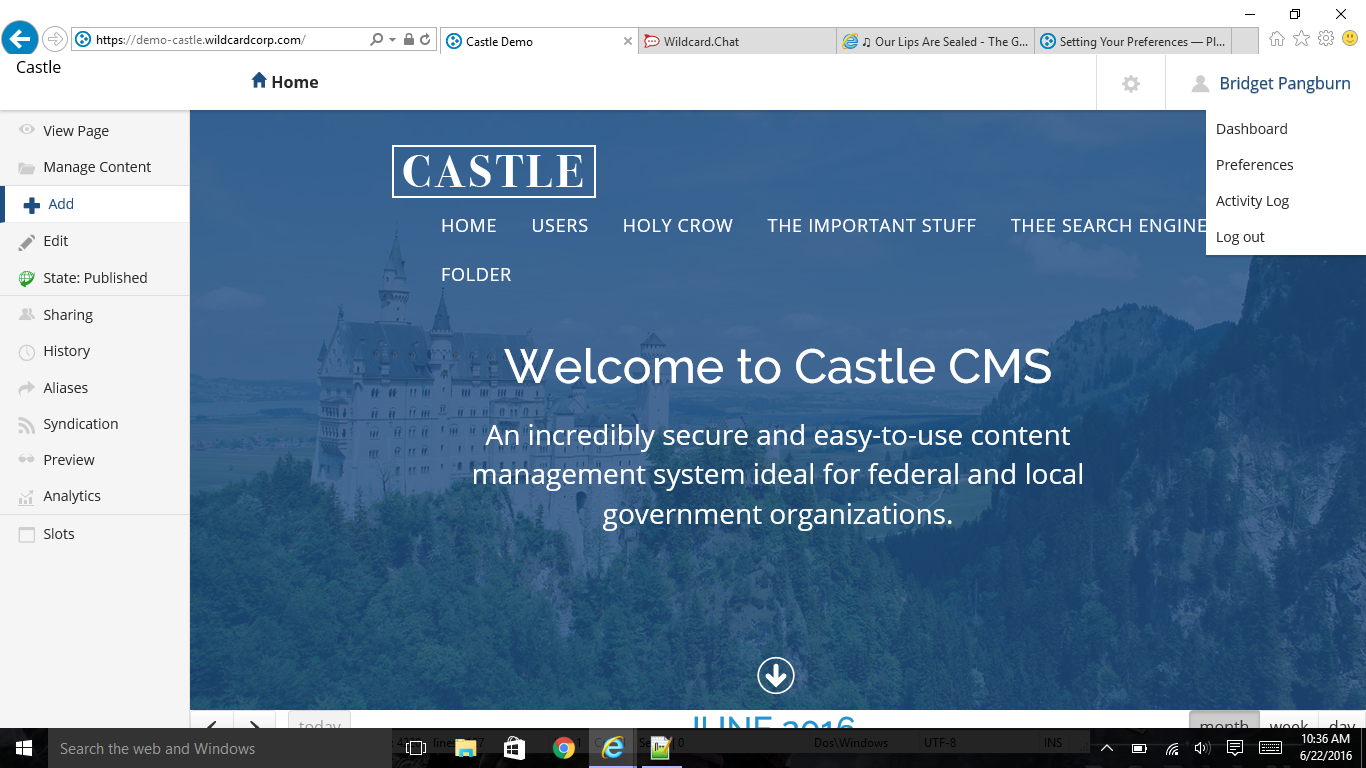 https://demo-castle.wildcardcorp.com/
Castle Demo
Wildcard.Chat
♫ Our Lips Are Sealed - The G...
Setting Your Preferences — Pl...
Castle
Home
Bridget Pangburn
Dashboard
Preferences
Activity Log
Log out
View Page
Manage Content
Add
Edit
State: Published
Sharing
History
Aliases
Syndication
Preview
Analytics
Slots
CASTLE
HOME USERS HOLY CROW THE IMPORTANT STUFF THEE SEARCH ENGINE
FOLDER
Welcome to Castle CMS
An incredibly secure and easy-to-use content
management system ideal for federal and local
government organizations.
today
JUNE 2016
month week day
Search the web and Windows
Dos\Windows
UTF-8
INS
10:36 AM
6/22/2016